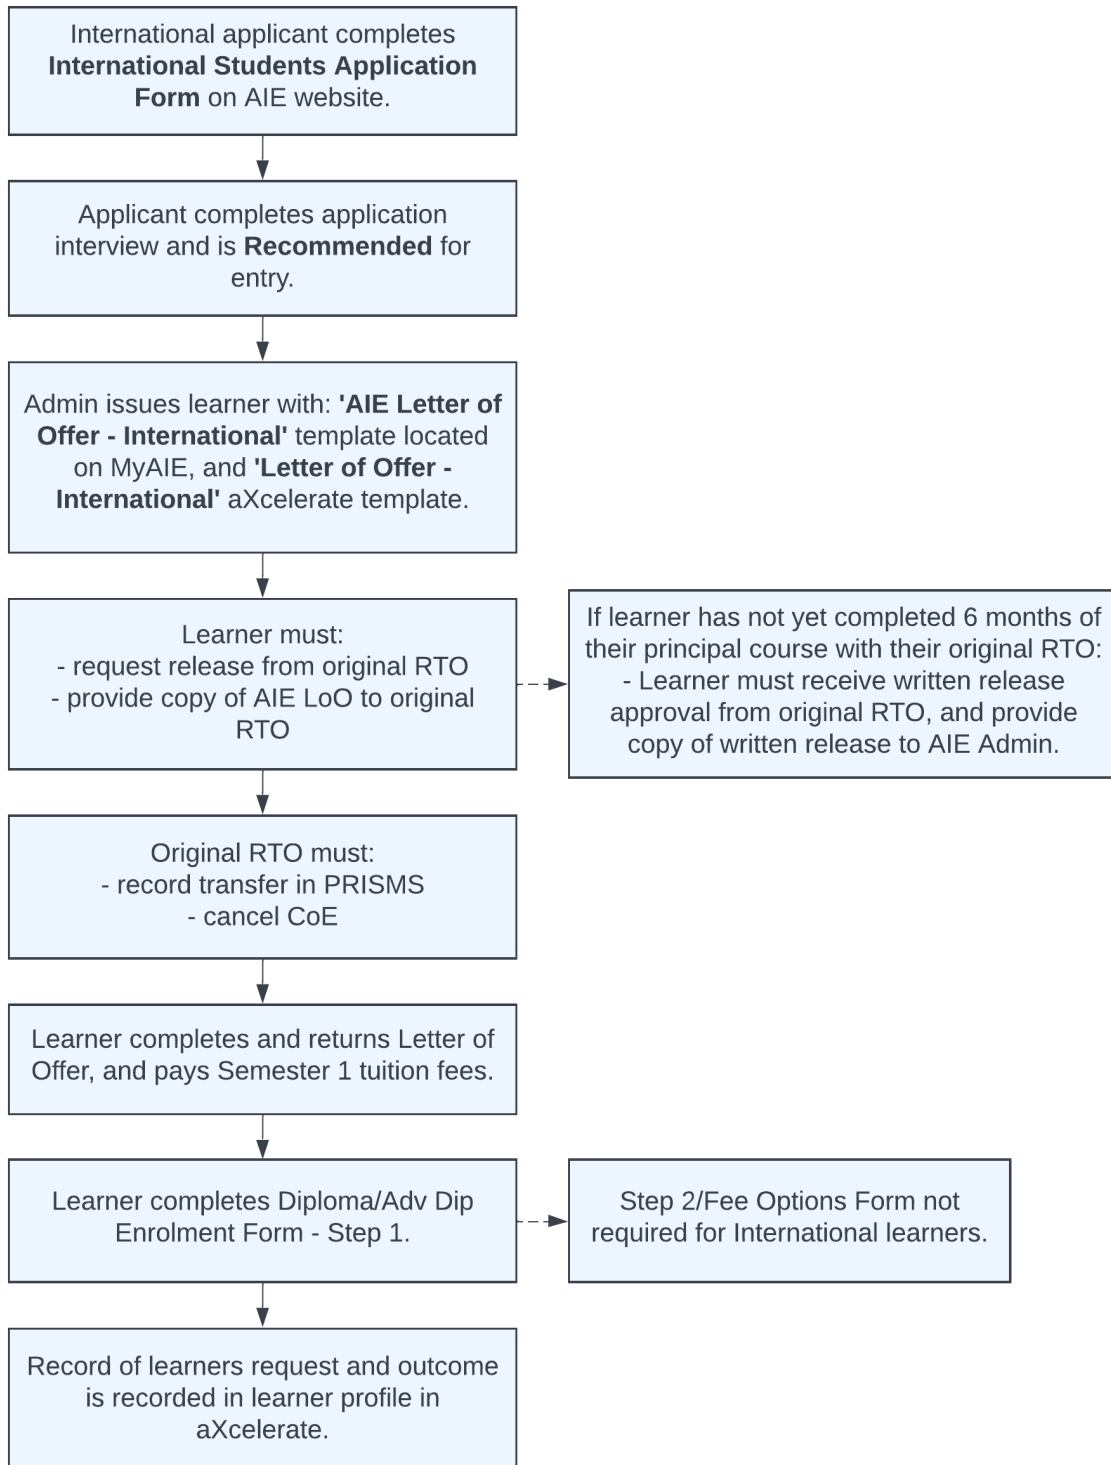 International applicant completes
International Students Application
Form on AIE website.
Applicant completes application
interview and is Recommended for
entry.
Admin issues learner with: 'AIE Letter of
Offer - International' template located
on MyAIE, and 'Letter of Offer -
International' aXcelerate template.
Learner must:
- request release from original RTO
- provide copy of AIE LoO to original
RTO
If learner has not yet completed 6 months of
their principal course with their original RTO:
- Learner must receive written release
approval from original RTO, and provide
copy of written release to AIE Admin.
Original RTO must:
- record transfer in PRISMS
- cancel CoE
Learner completes and returns Letter of
Offer, and pays Semester 1 tuition fees.
Learner completes Diploma/Adv Dip
Enrolment Form - Step 1.
Step 2/Fee Options Form not
required for International learners.
Record of learners request and outcome
is recorded in learner profile in
aXcelerate.